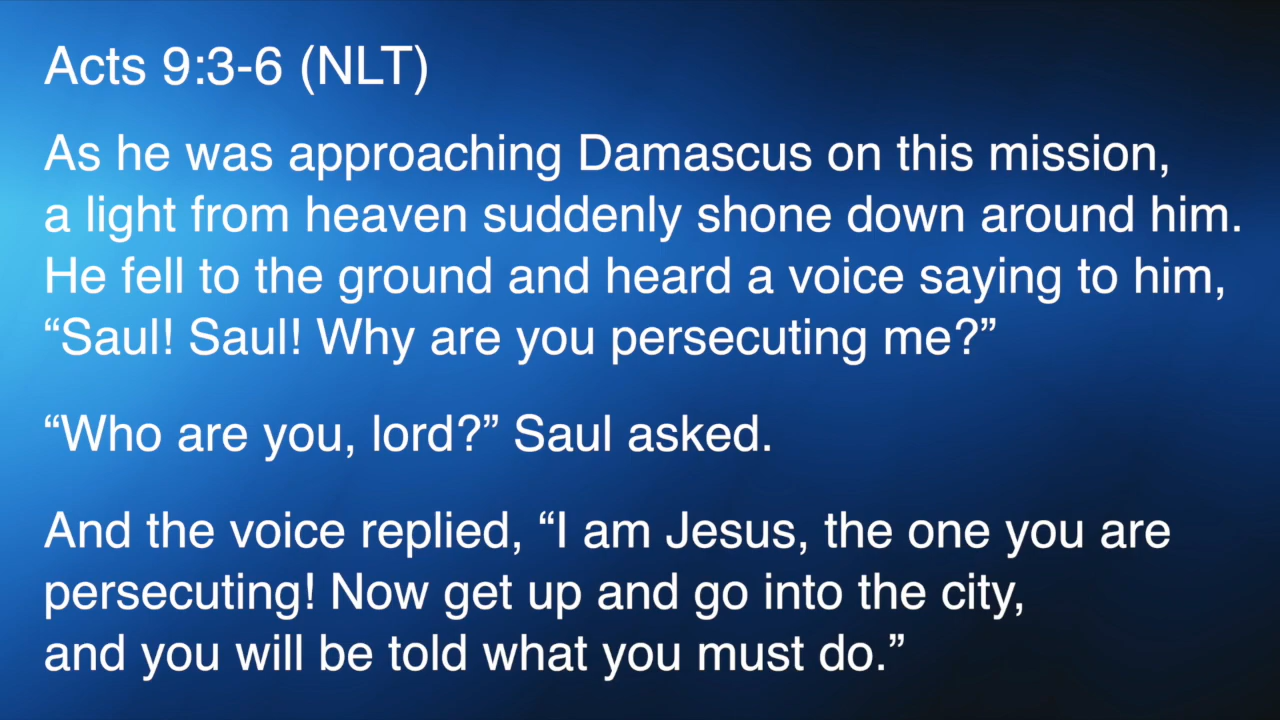 Acts 9:3-6 (NLT)
As he was approaching Damascus on this mission,
a light from heaven suddenly shone down around him.
He fell to the ground and heard a voice saying to him,
“Saul! Saul! Why are you persecuting me?”
“Who are you, lord?” Saul asked.
And the voice replied, “I am Jesus, the one you are
persecuting! Now get up and go into the city,
and you will be told what you must do.”